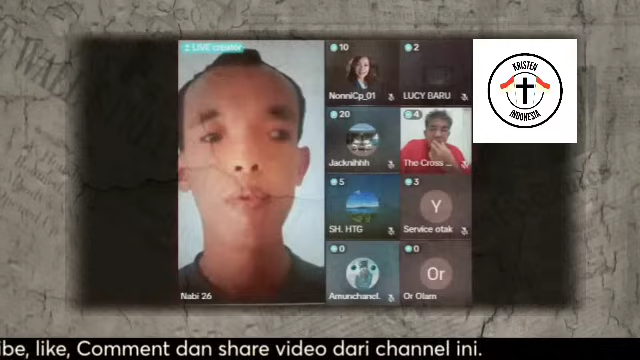 LIVE creator
10
2
NonniCp_01
LUCY BARU
20
4
Jacknihhh
The Cross ...
5
3
SH. HTG
Y
Service otak
0
0
Nabi 26
Amunchanel.
Or
Or Olam
KRISTEN
INDONESIA
ibe, like, Comment dan share video dari channel ini.